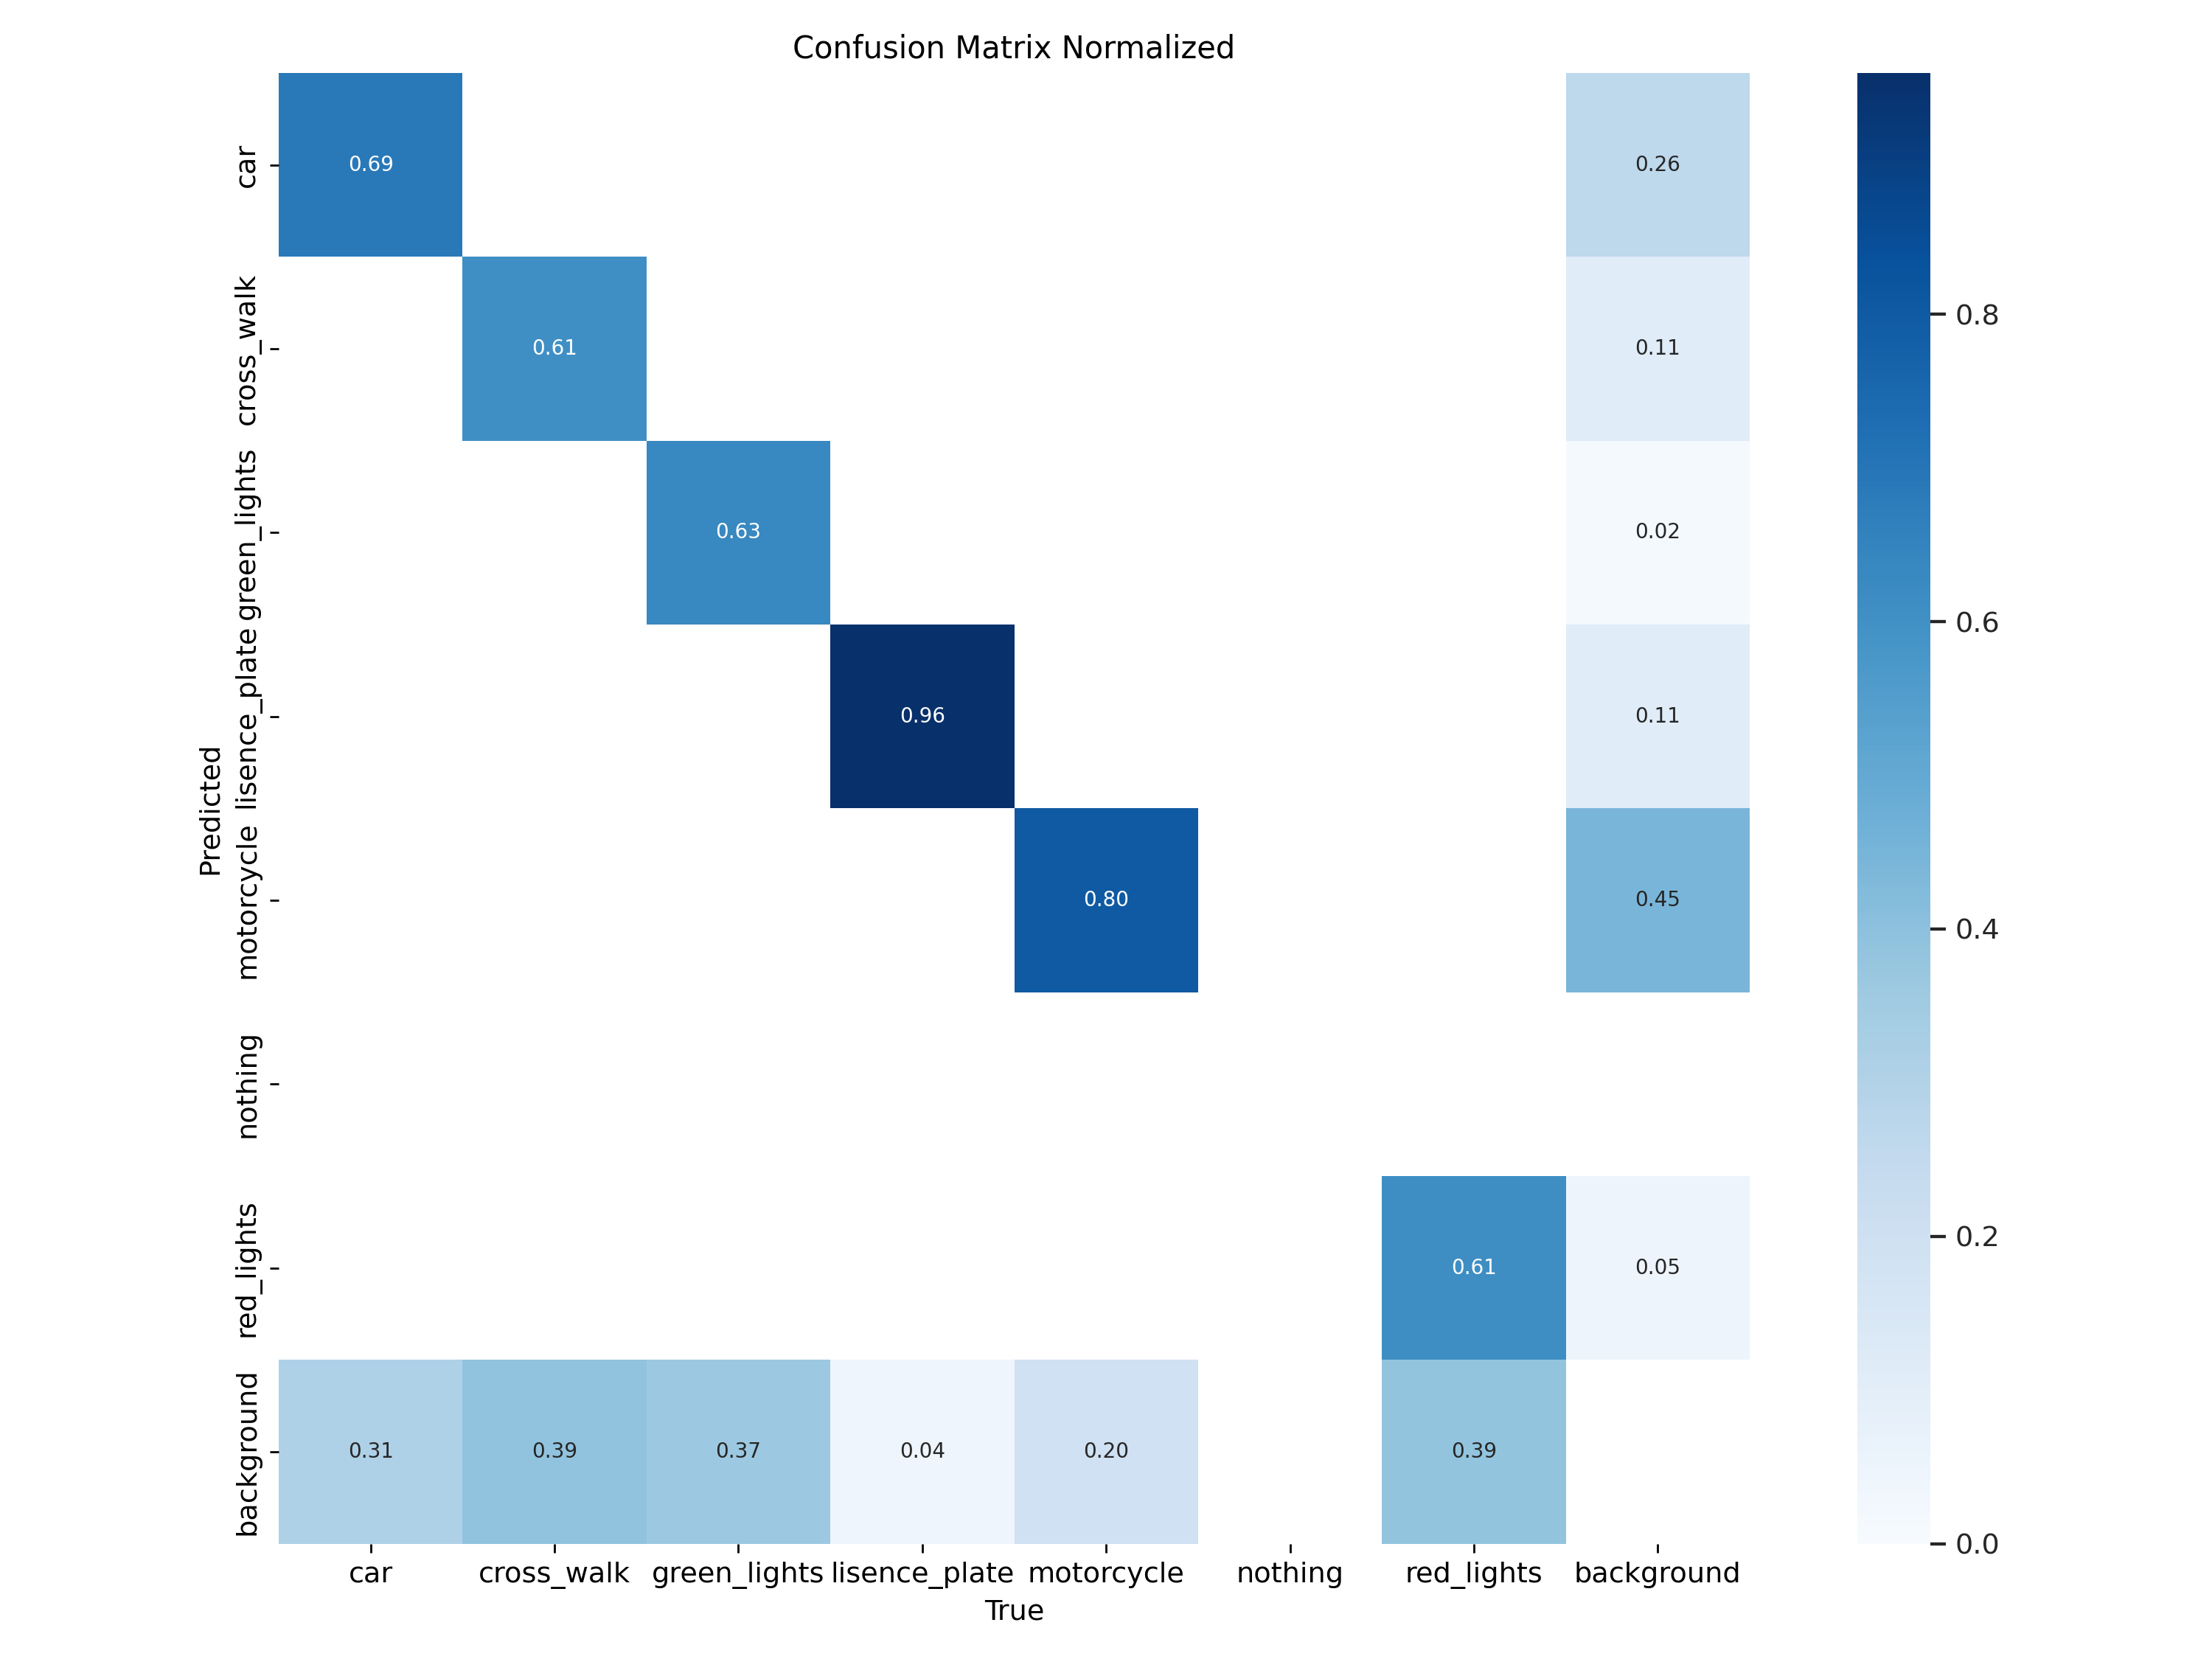 Confusion Matrix Normalized
car
0.69
0.26
cross_walk
0.61
0.11
0.8
green_lights
0.63
0.02
0.6
lisence_plate
0.96
0.11
Predicted
motorcycle
0.80
0.45
0.4
nothing
red_lights
0.61
0.05
0.2
background
0.31
0.39
0.37
0.04
0.20
0.39
0.0
car
cross_walk
green_lights
lisence_plate
motorcycle
nothing
red_lights
background
True